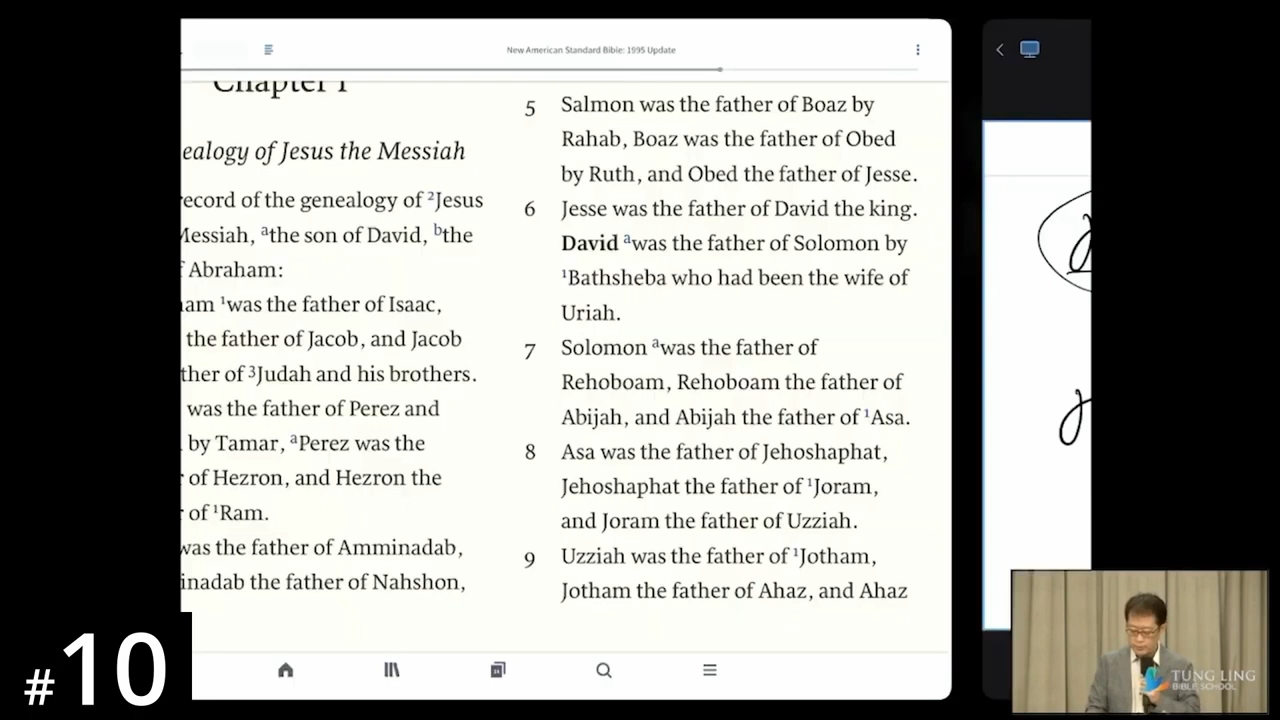 New American Standard Bible: 1995 Update
Chapter 1
ealogy of Jesus the Messiah
record of the genealogy of ²Jesus
Messiah, ᵃthe son of David, ᵇthe
f Abraham:
am ¹was the father of Isaac,
the father of Jacob, and Jacob
ther of ³Judah and his brothers.
was the father of Perez and
by Tamar, ᵃPerez was the
r of Hezron, and Hezron the
r of ¹Ram.
was the father of Amminadab,
inadab the father of Nahshon,
5 Salmon was the father of Boaz by
Rahab, Boaz was the father of Obed
by Ruth, and Obed the father of Jesse.
6 Jesse was the father of David the king.
David ᵃwas the father of Solomon by
¹Bathsheba who had been the wife of
Uriah.
7 Solomon ᵃwas the father of
Rehoboam, Rehoboam the father of
Abijah, and Abijah the father of ¹Asa.
8 Asa was the father of Jehoshaphat,
Jehoshaphat the father of ¹Joram,
and Joram the father of Uzziah.
9 Uzziah was the father of ¹Jotham,
Jotham the father of Ahaz, and Ahaz
#10
TUNG LING
BIBLE SCHOOL